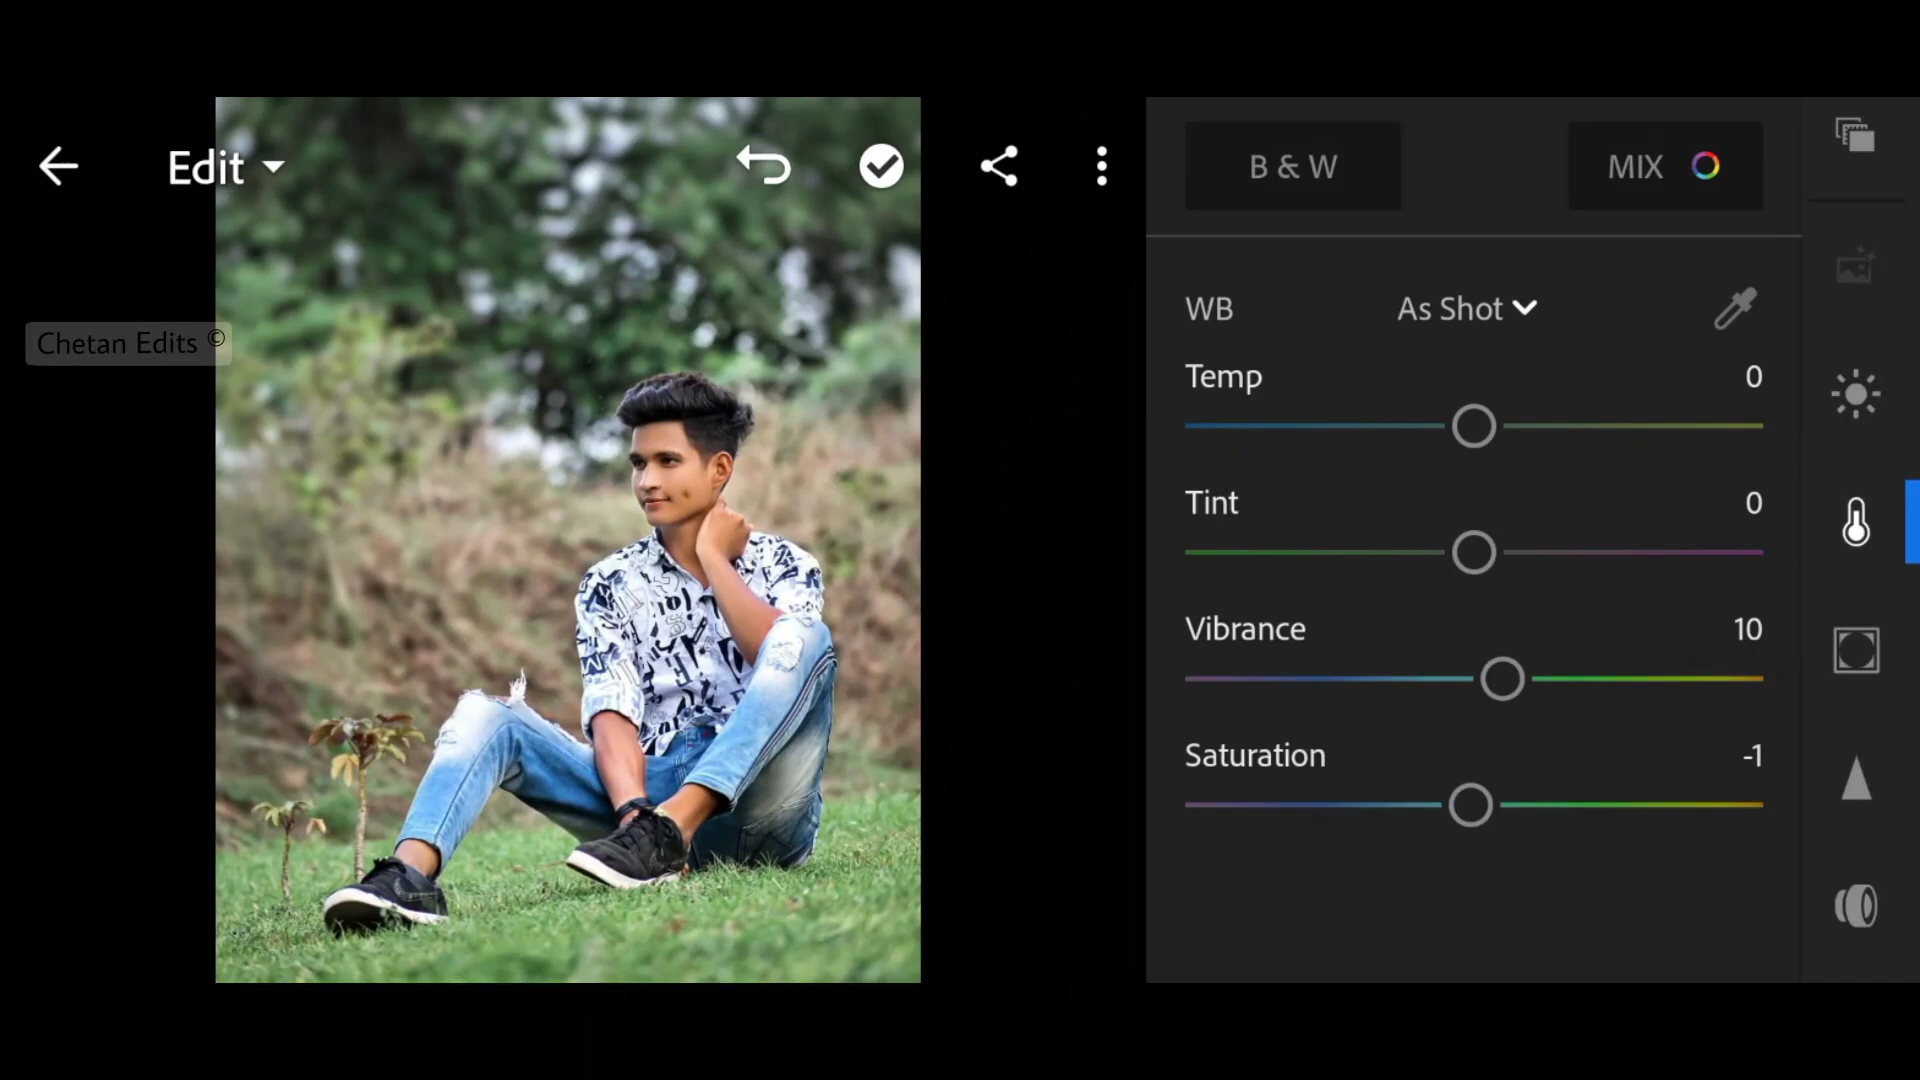 Edit
B & W
MIX
Chetan Edits ©
WB
As Shot
Temp
0
Tint
0
Vibrance
10
Saturation
-1